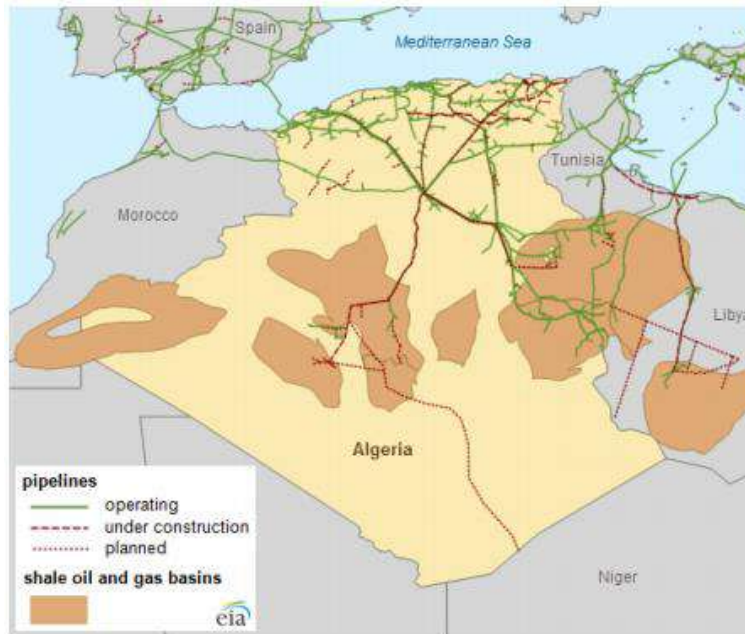 Spain
Mediterranean Sea
Tunisia
Morocco
Libya
Algeria
Niger
pipelines
operating
under construction
planned
shale oil and gas basins
eia